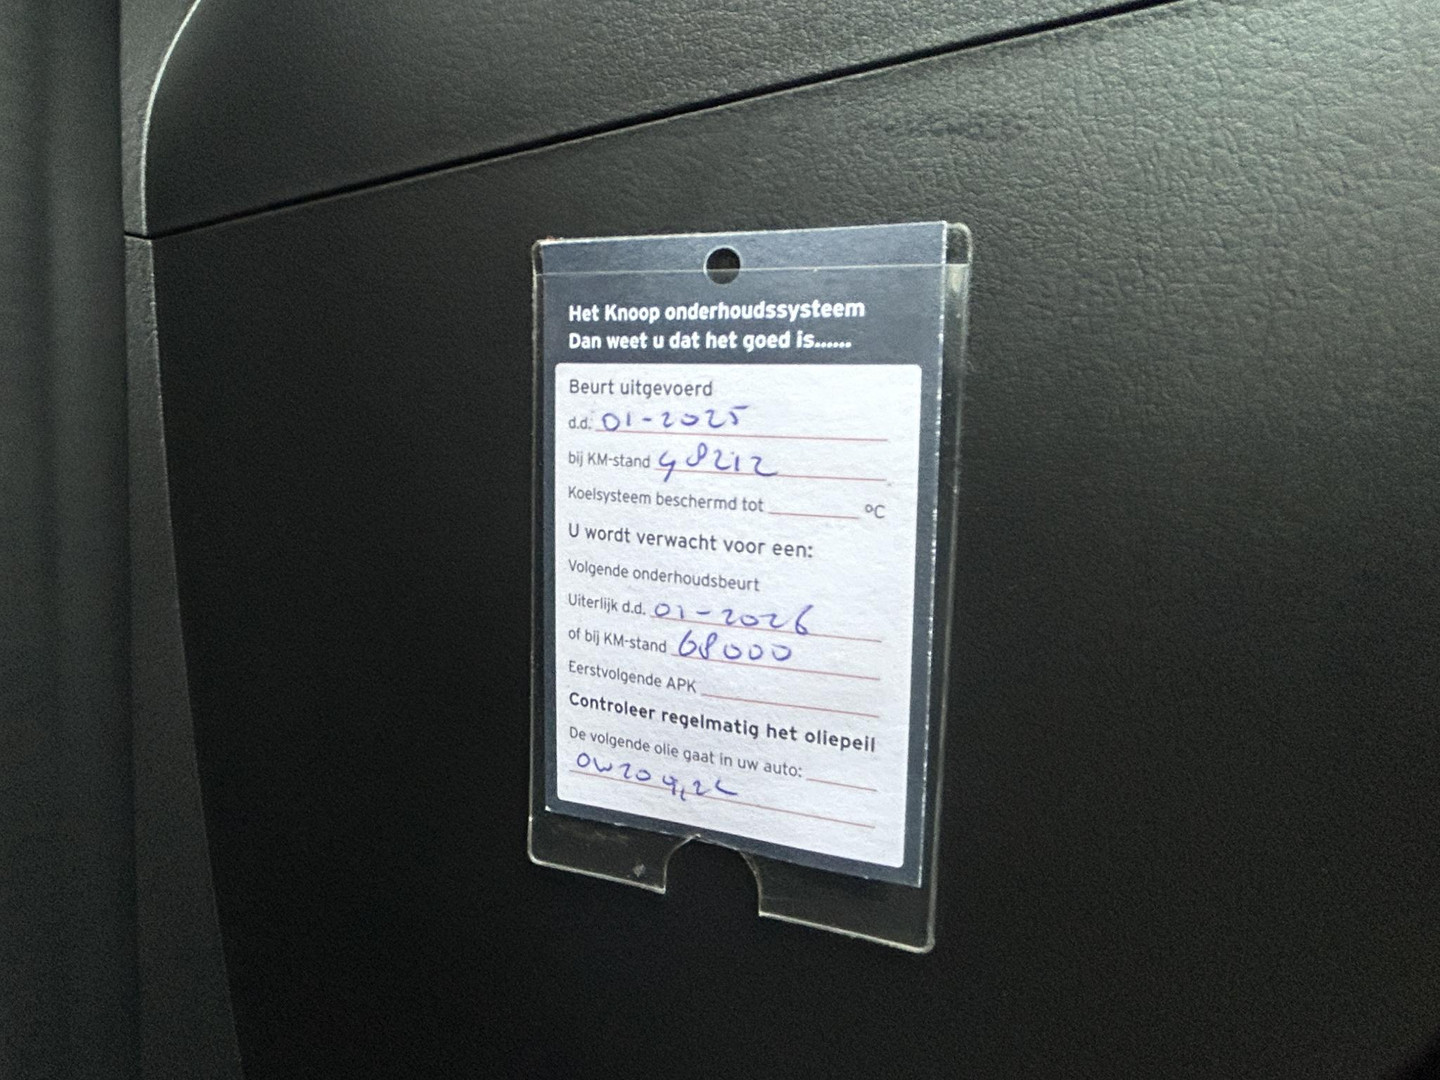 Het Knoop onderhoudssysteem
Dan weet u dat het goed is......
Beurt uitgevoerd
d.d. 01-2025
bij KM-stand 48212
Koelsysteem beschermd tot ________ °C
U wordt verwacht voor een:
Volgende onderhoudsbeurt
Uiterlijk d.d. 01-2026
of bij KM-stand 68000
Eerstvolgende APK
Controleer regelmatig het oliepeil
De volgende olie gaat in uw auto:
0W20 4,2L